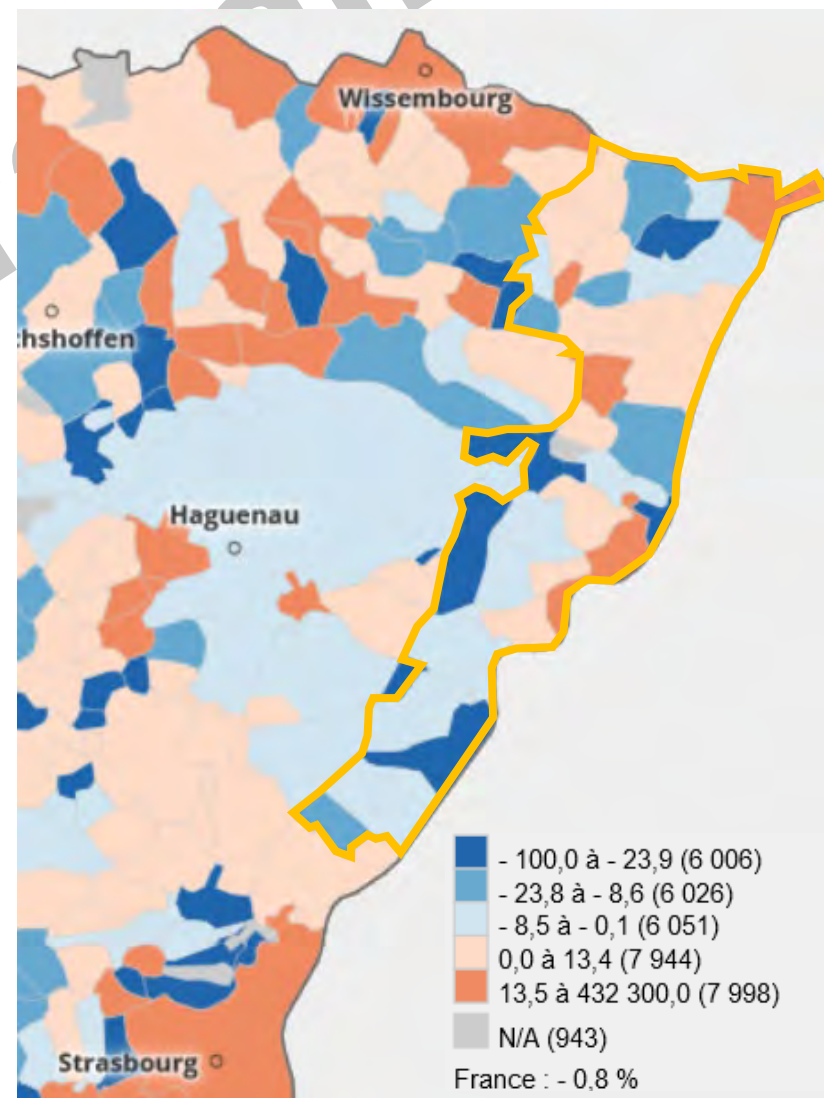 Wissembourg
chshoffen
Haguenau
Strasbourg
- 100,0 à - 23,9 (6 006)
- 23,8 à - 8,6 (6 026)
- 8,5 à - 0,1 (6 051)
0,0 à 13,4 (7 944)
13,5 à 432 300,0 (7 998)
N/A (943)
France : - 0,8 %